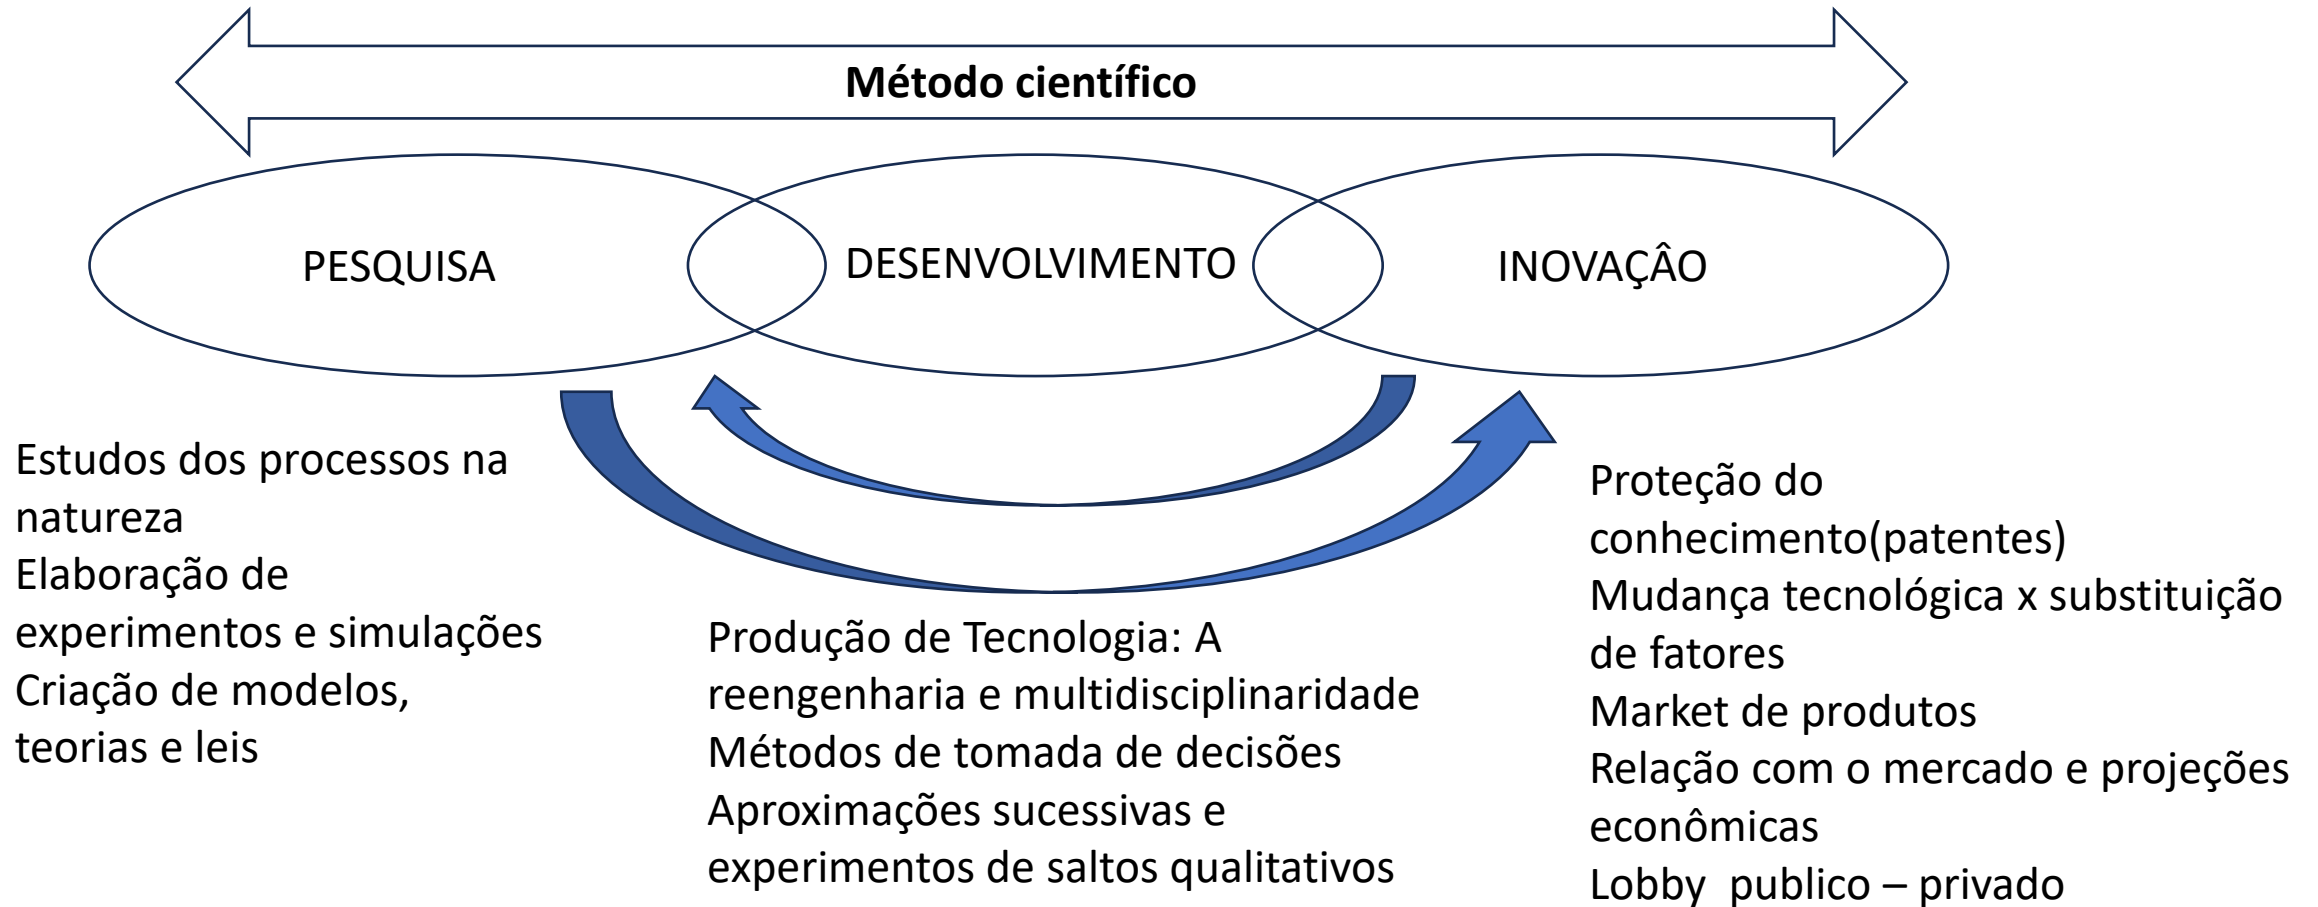 Método científico
PESQUISA
DESENVOLVIMENTO
INOVAÇÂO
Estudos dos processos na
natureza
Elaboração de
experimentos e simulações
Criação de modelos,
teorias e leis
Produção de Tecnologia: A
reengenharia e multidisciplinaridade
Métodos de tomada de decisões
Aproximações sucessivas e
experimentos de saltos qualitativos
Proteção do
conhecimento(patentes)
Mudança tecnológica x substituição
de fatores
Market de produtos
Relação com o mercado e projeções
econômicas
Lobby  publico – privado